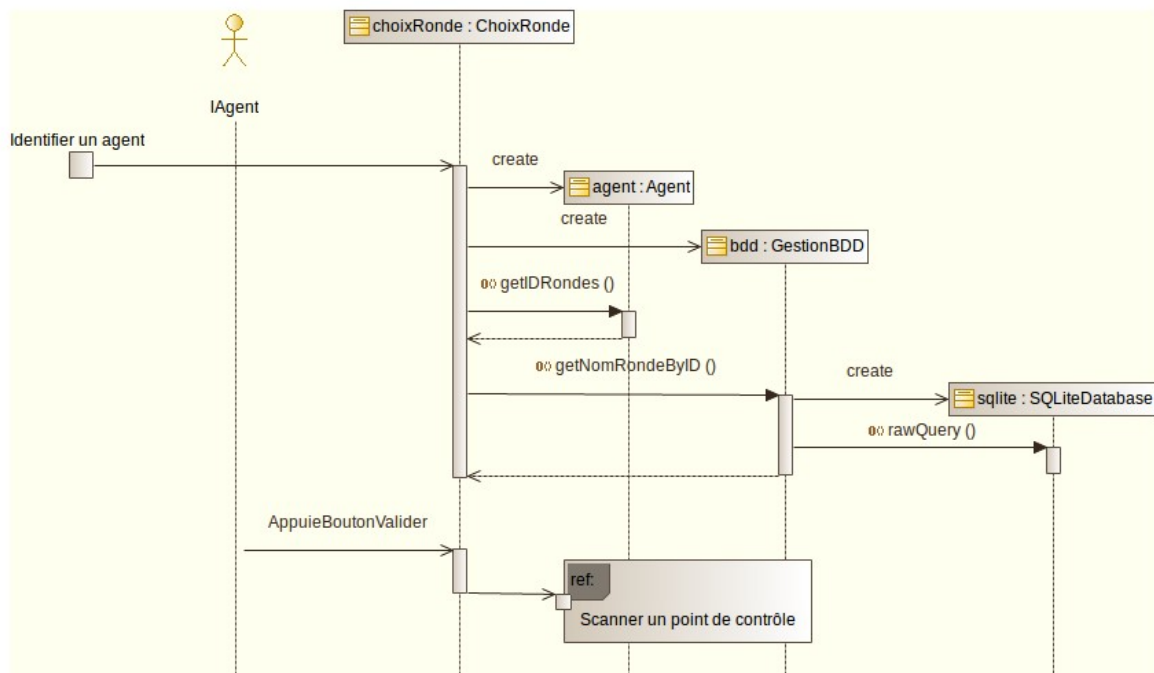 choixRonde : ChoixRonde
IAgent
Identifier un agent
create
agent : Agent
create
bdd : GestionBDD
getIDRondes ()
getNomRondeByID ()
create
sqlite : SQLiteDatabase
rawQuery ()
AppuieBoutonValider
ref:
Scanner un point de contrôle